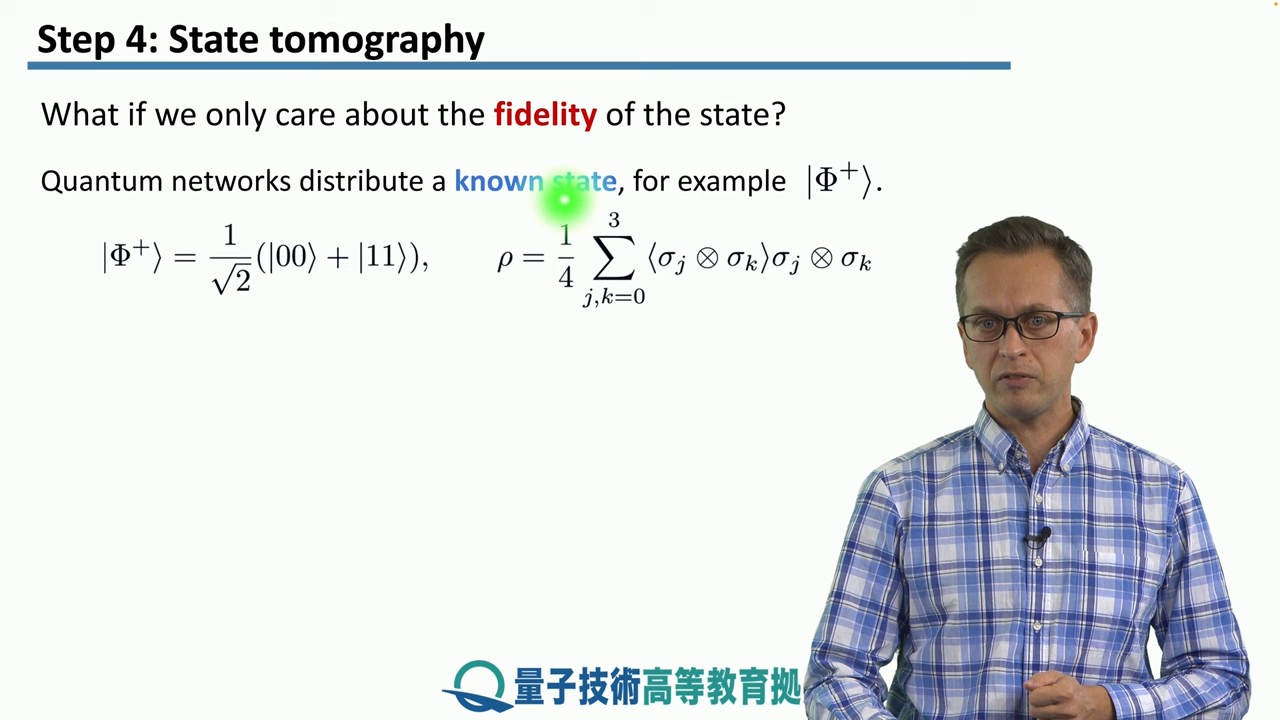 Step 4: State tomography
What if we only care about the fidelity of the state?
Quantum networks distribute a known state, for example |Φ⁺⟩.
|Φ⁺⟩ = 1/√2 (|00⟩ + |11⟩), ρ = 1/4 ∑_{j,k=0}^{3} ⟨σ_j ⊗ σ_k⟩σ_j ⊗ σ_k
量子技術高等教育拠